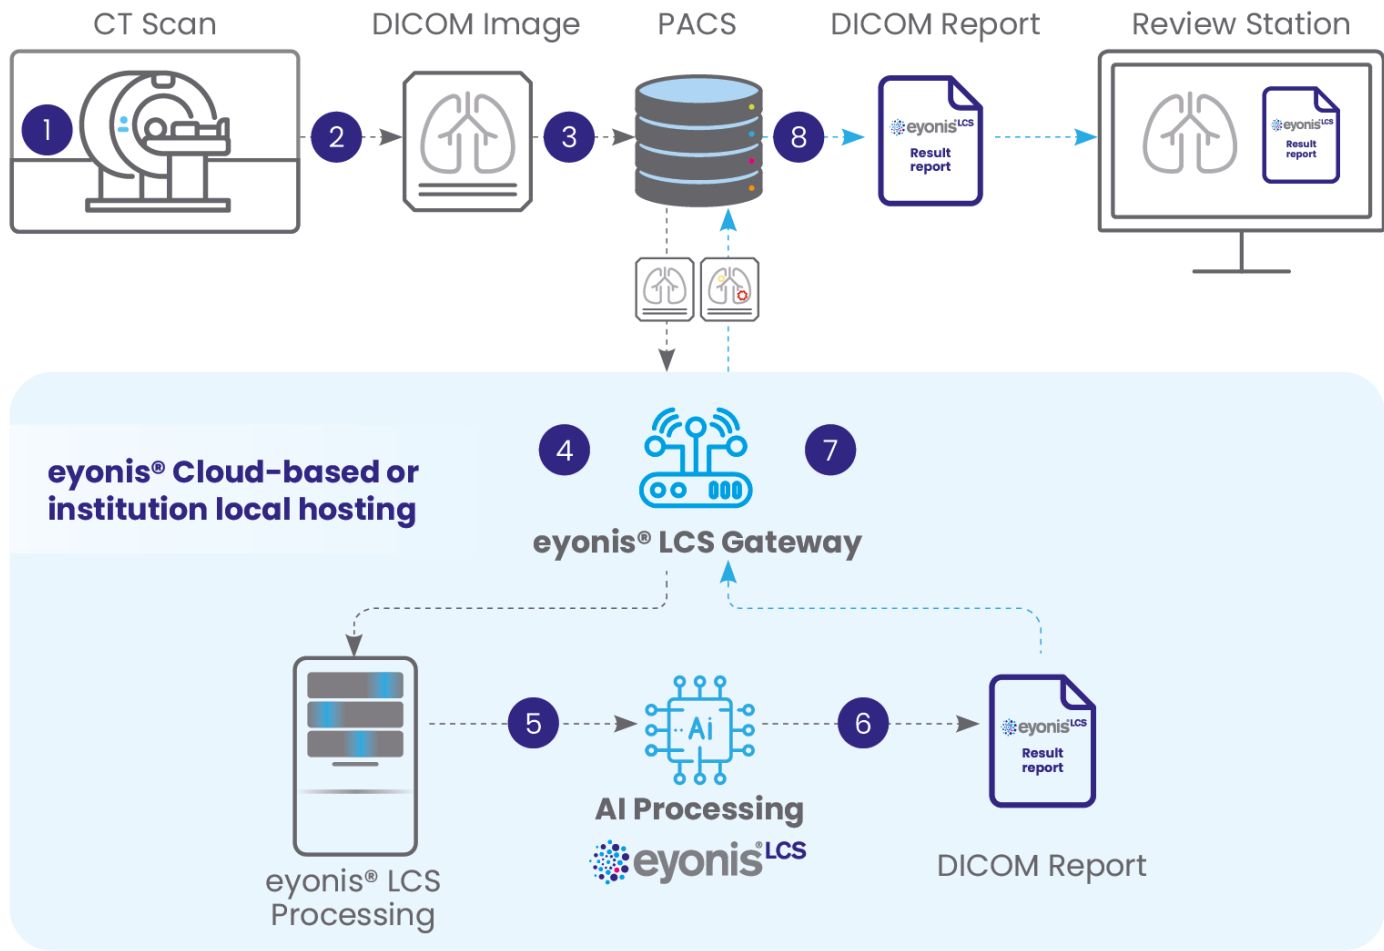 CT Scan
DICOM Image
PACS
DICOM Report
Review Station
1
2
3
8
eyonis® LCS
Result
report
eyonis® LCS
Result
report
4
7
eyonis® Cloud-based or
institution local hosting
eyonis® LCS Gateway
5
Ai
6
eyonis® LCS
Result
report
AI Processing
eyonis® LCS
DICOM Report
eyonis® LCS
Processing